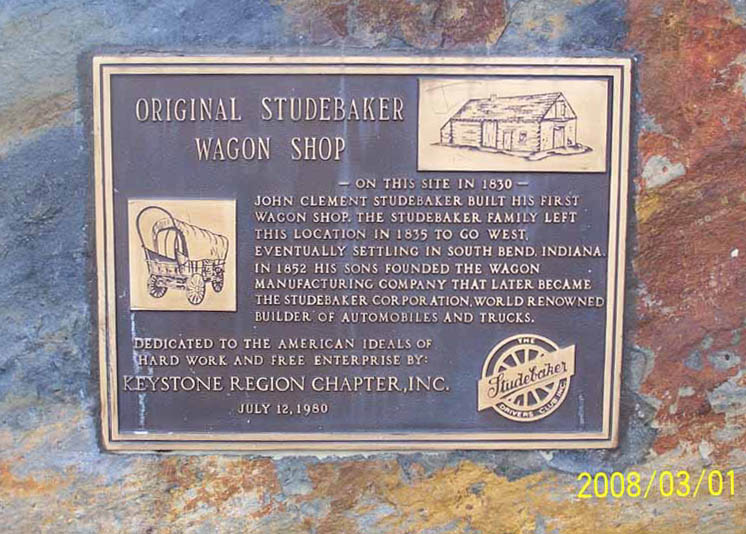 ORIGINAL STUDEBAKER
WAGON SHOP
— ON THIS SITE IN 1830 —
JOHN CLEMENT STUDEBAKER BUILT HIS FIRST
WAGON SHOP. THE STUDEBAKER FAMILY LEFT
THIS LOCATION IN 1835 TO GO WEST,
EVENTUALLY SETTLING IN SOUTH BEND, INDIANA.
IN 1852 HIS SONS FOUNDED THE WAGON
MANUFACTURING COMPANY THAT LATER BECAME
THE STUDEBAKER CORPORATION, WORLD RENOWNED
BUILDER OF AUTOMOBILES AND TRUCKS.
DEDICATED TO THE AMERICAN IDEALS OF
HARD WORK AND FREE ENTERPRISE BY:
KEYSTONE REGION CHAPTER, INC.
JULY 12, 1980
THE
Studebaker
DRIVERS CLUB, INC.
2008/03/01